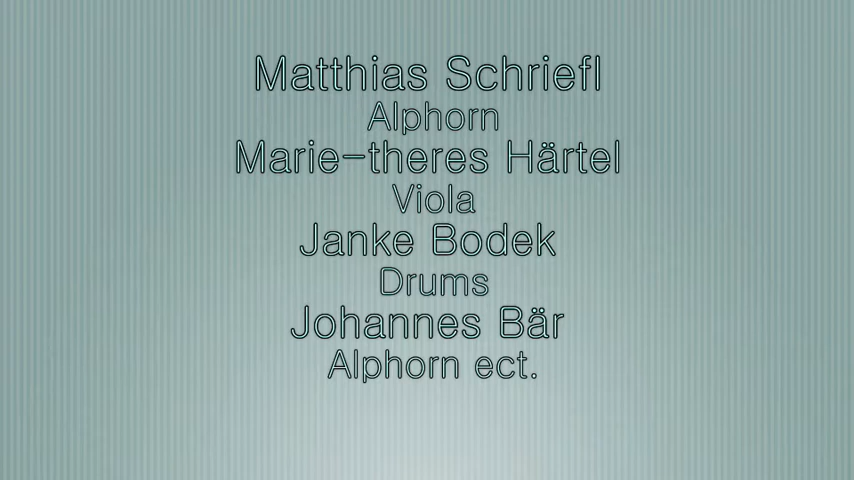 Matthias Schriefl
Alphorn
Marie-theres Härtel
Viola
Janke Bodek
Drums
Johannes Bär
Alphorn ect.